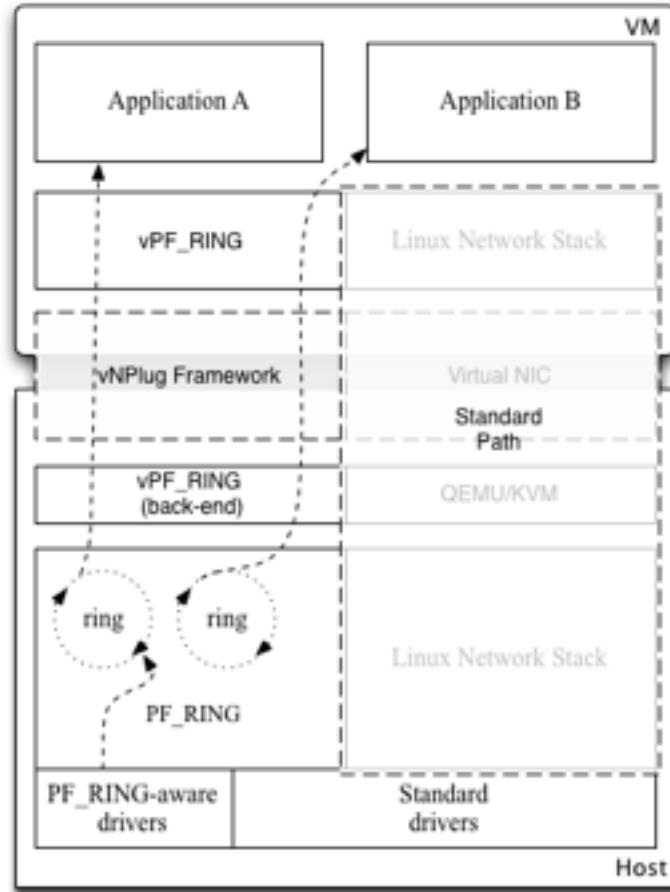 VM
Application A
Application B
vPF_RING
Linux Network Stack
vNPlug Framework
Virtual NIC
Standard
Path
vPF_RING
(back-end)
QEMU/KVM
ring
ring
Linux Network Stack
PF_RING
PF_RING-aware
drivers
Standard
drivers
Host